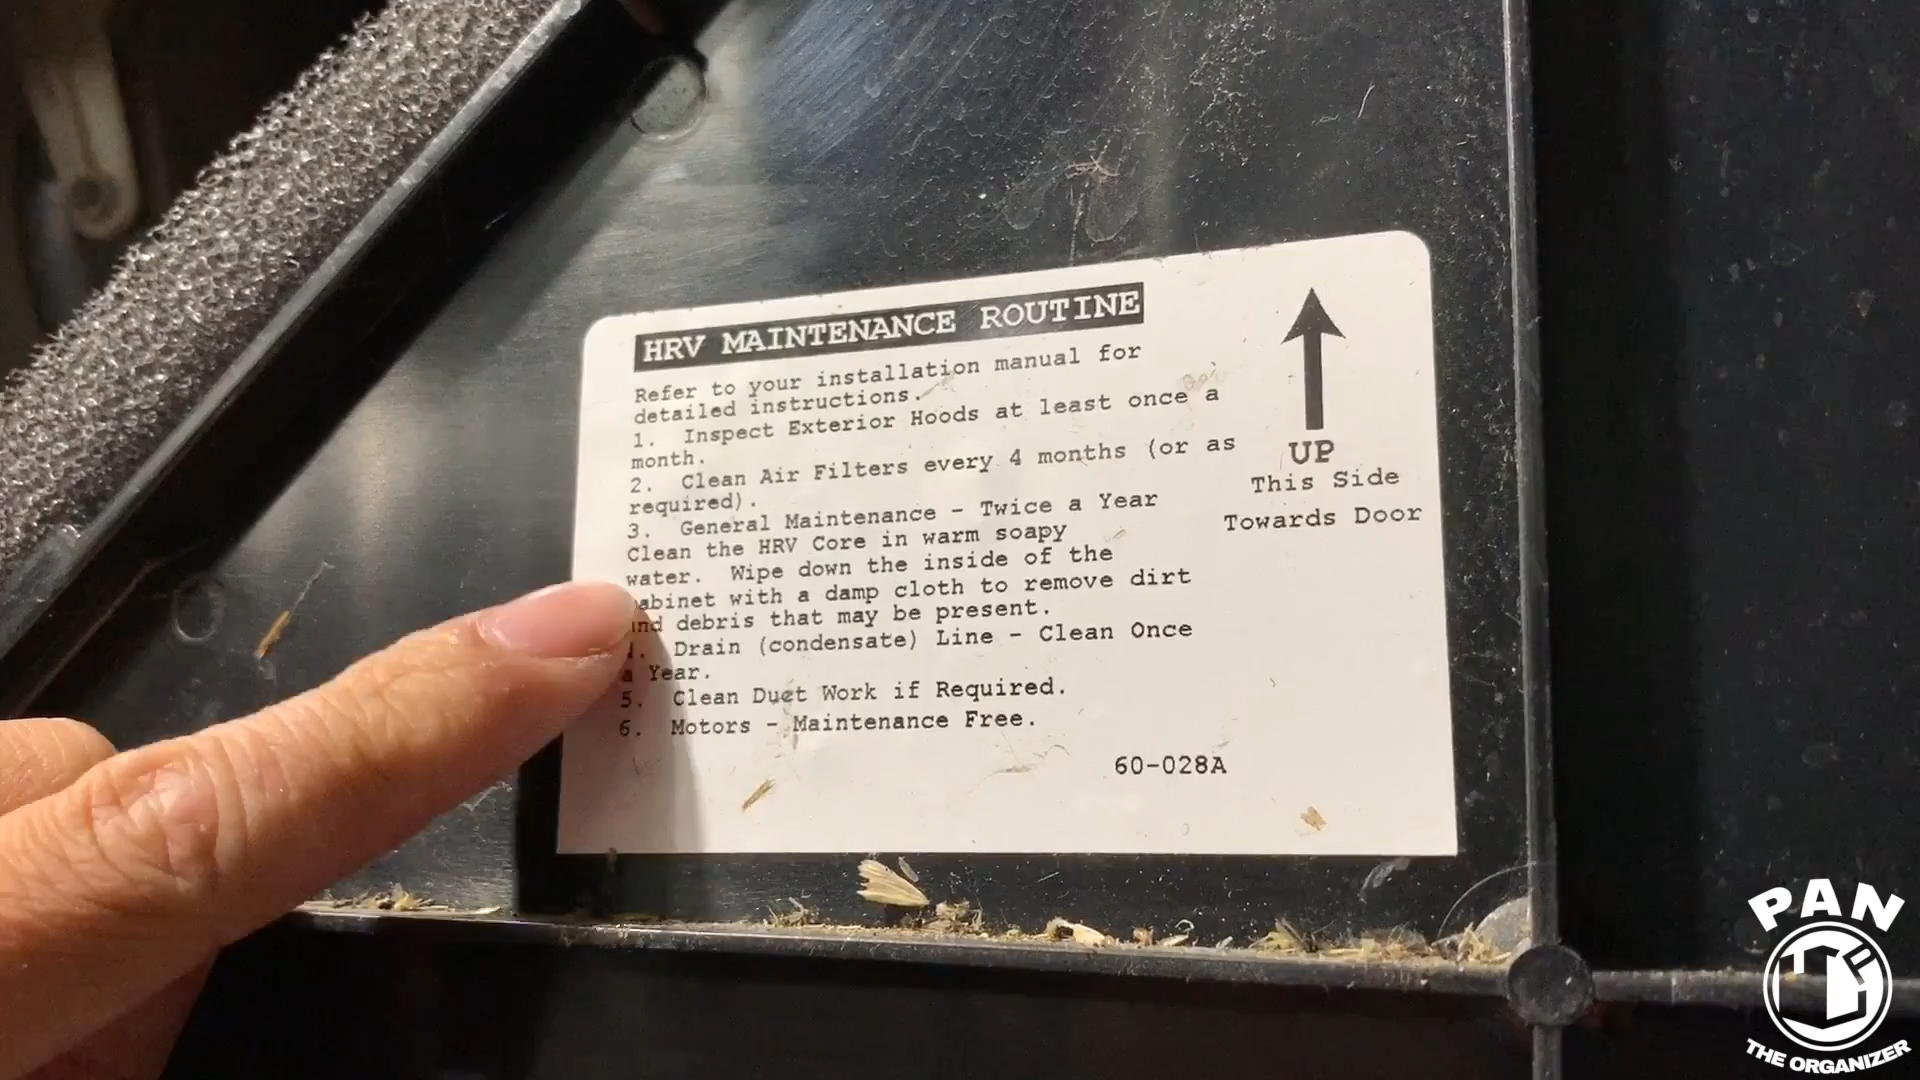 HRV MAINTENANCE ROUTINE
Refer to your installation manual for
detailed instructions.
1. Inspect Exterior Hoods at least once a
month.
2. Clean Air Filters every 4 months (or as
required).
3. General Maintenance - Twice a Year
Clean the HRV Core in warm soapy
water. Wipe down the inside of the
abinet with a damp cloth to remove dirt
nd debris that may be present.
. Drain (condensate) Line - Clean Once
a Year.
5. Clean Duct Work if Required.
6. Motors - Maintenance Free.
60-028A
UP
This Side
Towards Door
PAN
THE ORGANIZER